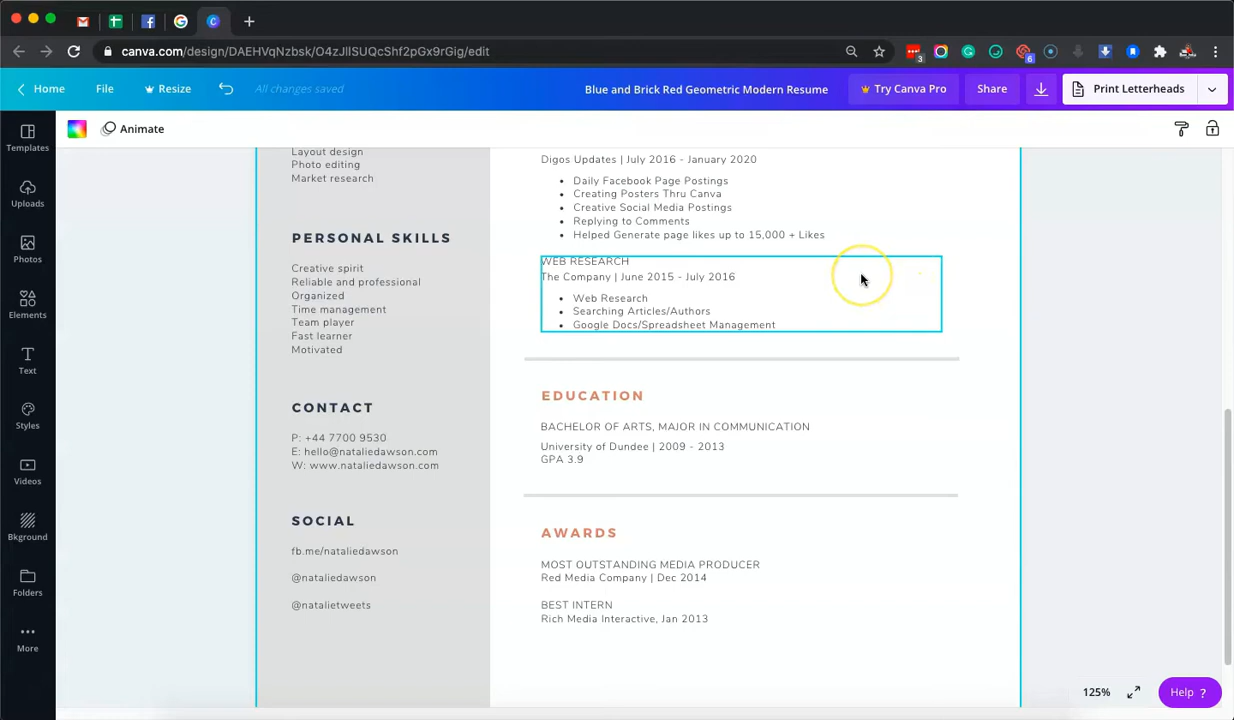 canva.com/design/DAEHVqNzbsk/O4zJllSUQcShf2pGx9rGig/edit
3
6
Home
File
Resize
All changes saved
Blue and Brick Red Geometric Modern Resume
Try Canva Pro
Share
Print Letterheads
Animate
Templates
Uploads
Photos
Elements
Text
Styles
Videos
Bkground
Folders
More
Layout design
Photo editing
Market research
PERSONAL SKILLS
Creative spirit
Reliable and professional
Organized
Time management
Team player
Fast learner
Motivated
CONTACT
P: +44 7700 9530
E: hello@nataliedawson.com
W: www.nataliedawson.com
SOCIAL
fb.me/nataliedawson
@nataliedawson
@natalietweets
Digos Updates | July 2016 - January 2020
• Daily Facebook Page Postings
• Creating Posters Thru Canva
• Creative Social Media Postings
• Replying to Comments
• Helped Generate page likes up to 15,000 + Likes
WEB RESEARCH
The Company | June 2015 - July 2016
• Web Research
• Searching Articles/Authors
• Google Docs/Spreadsheet Management
EDUCATION
BACHELOR OF ARTS, MAJOR IN COMMUNICATION
University of Dundee | 2009 - 2013
GPA 3.9
AWARDS
MOST OUTSTANDING MEDIA PRODUCER
Red Media Company | Dec 2014
BEST INTERN
Rich Media Interactive, Jan 2013
125%
Help ?